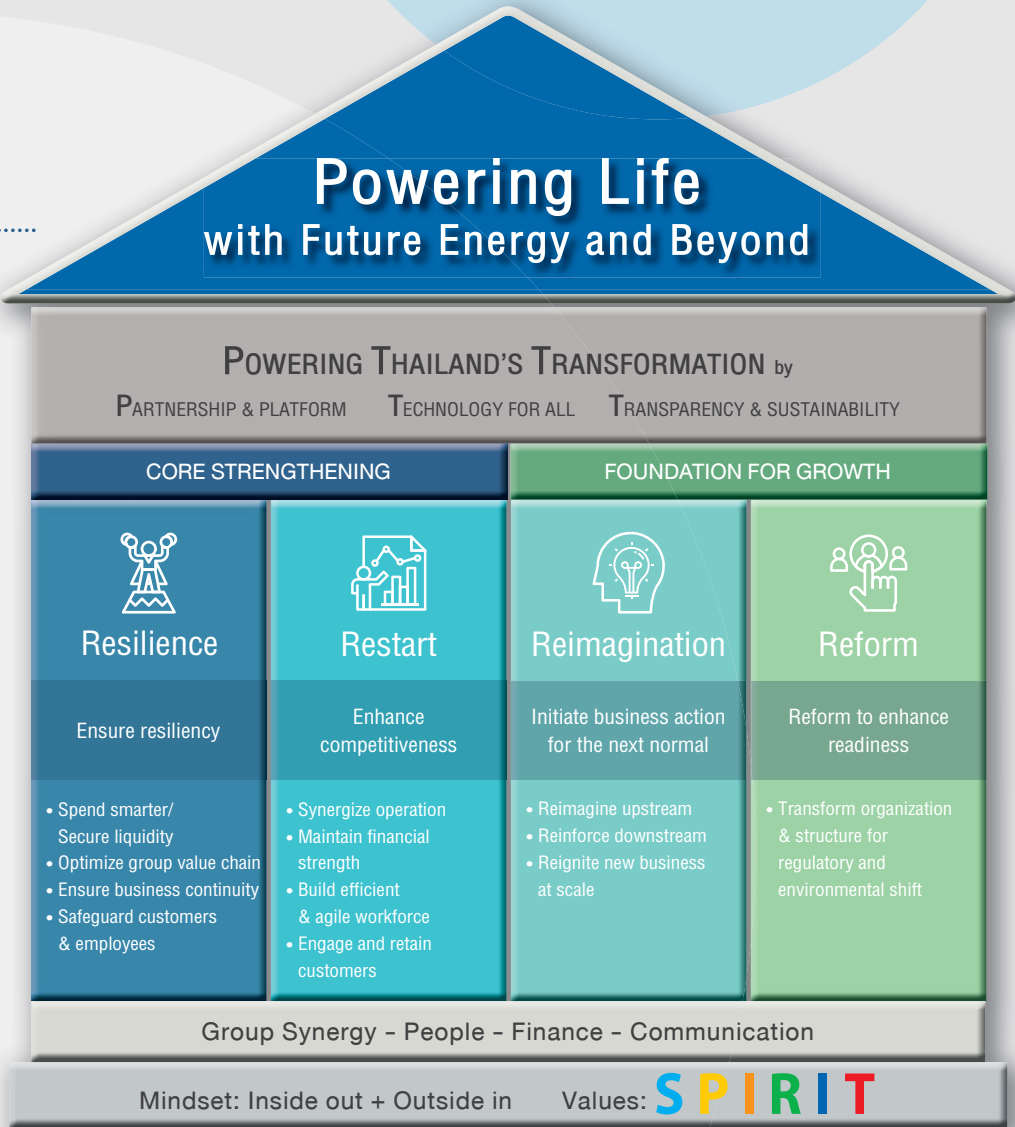 Powering Life
with Future Energy and Beyond
POWERING THAILAND'S TRANSFORMATION by
PARTNERSHIP & PLATFORM TECHNOLOGY FOR ALL TRANSPARENCY & SUSTAINABILITY
CORE STRENGTHENING
FOUNDATION FOR GROWTH
Resilience
Ensure resiliency
• Spend smarter/
Secure liquidity
• Optimize group value chain
• Ensure business continuity
• Safeguard customers
& employees
Restart
Enhance
competitiveness
• Synergize operation
• Maintain financial
strength
• Build efficient
& agile workforce
• Engage and retain
customers
Reimagination
Initiate business action
for the next normal
• Reimagine upstream
• Reinforce downstream
• Reignite new business
at scale
Reform
Reform to enhance
readiness
• Transform organization
& structure for
regulatory and
environmental shift
Group Synergy - People - Finance - Communication
Mindset: Inside out + Outside in Values: SPIRIT